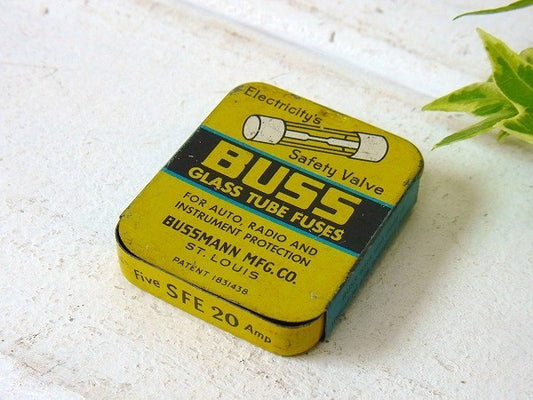 Electricity's
Safety Valve
BUSS
GLASS TUBE FUSES
FOR AUTO, RADIO AND
INSTRUMENT PROTECTION
BUSSMANN MFG. CO.
ST. LOUIS
PATENT 1831438
Five SFE 20 Amp